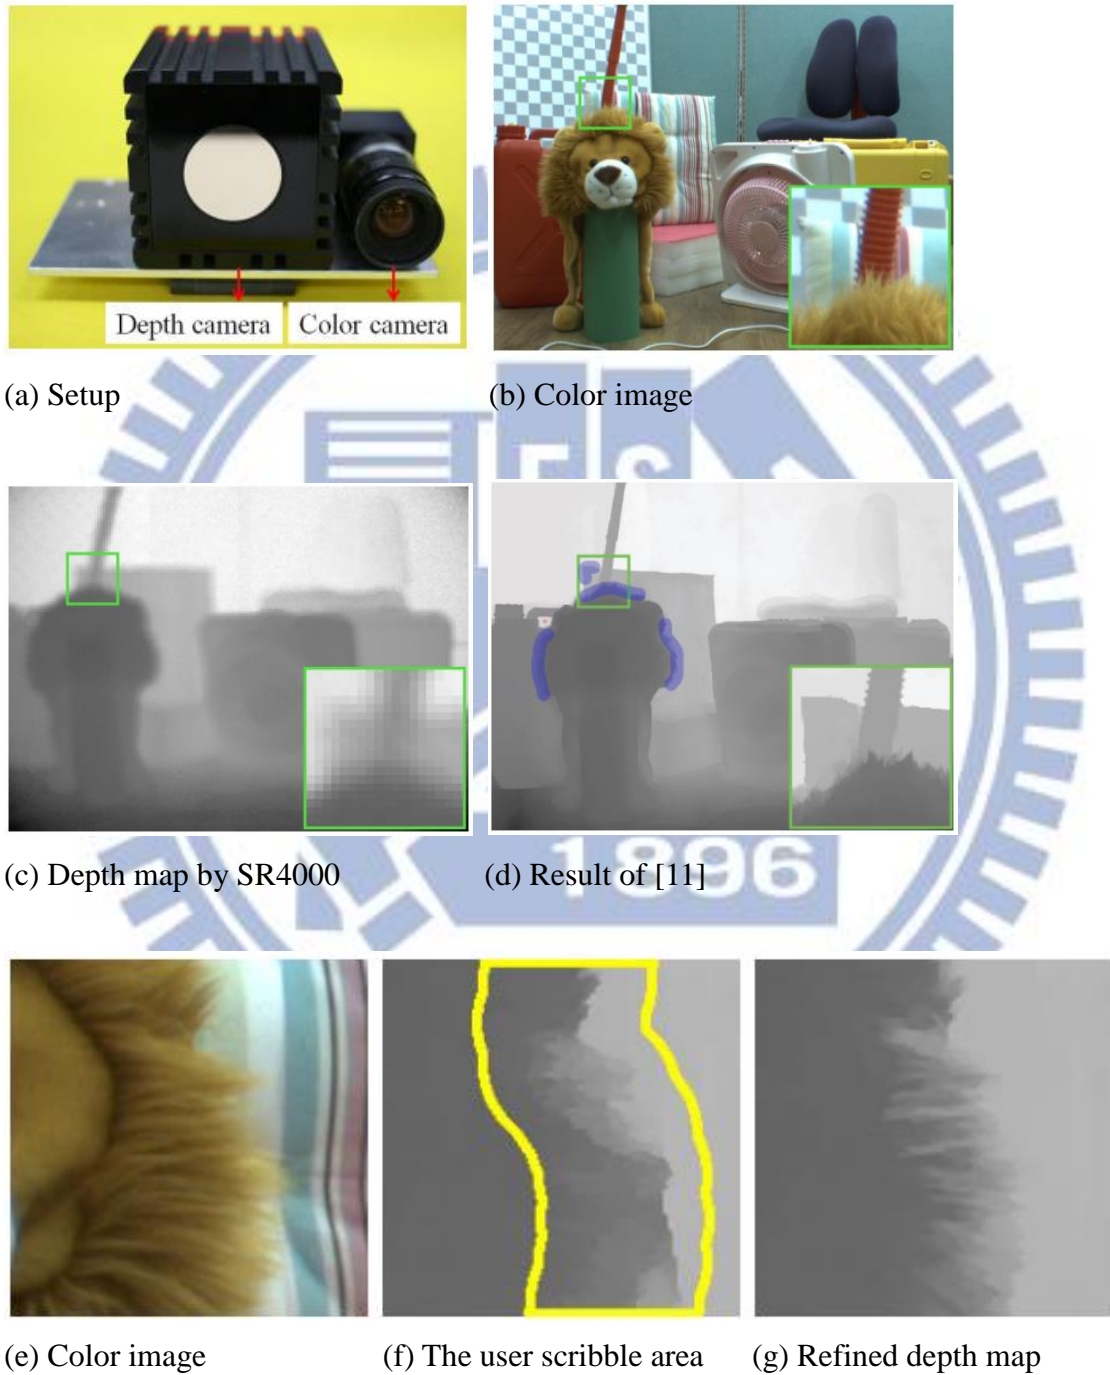 Depth camera
Color camera
(a) Setup
(b) Color image
(c) Depth map by SR4000
(d) Result of [11]
1896
(e) Color image
(f) The user scribble area
(g) Refined depth map